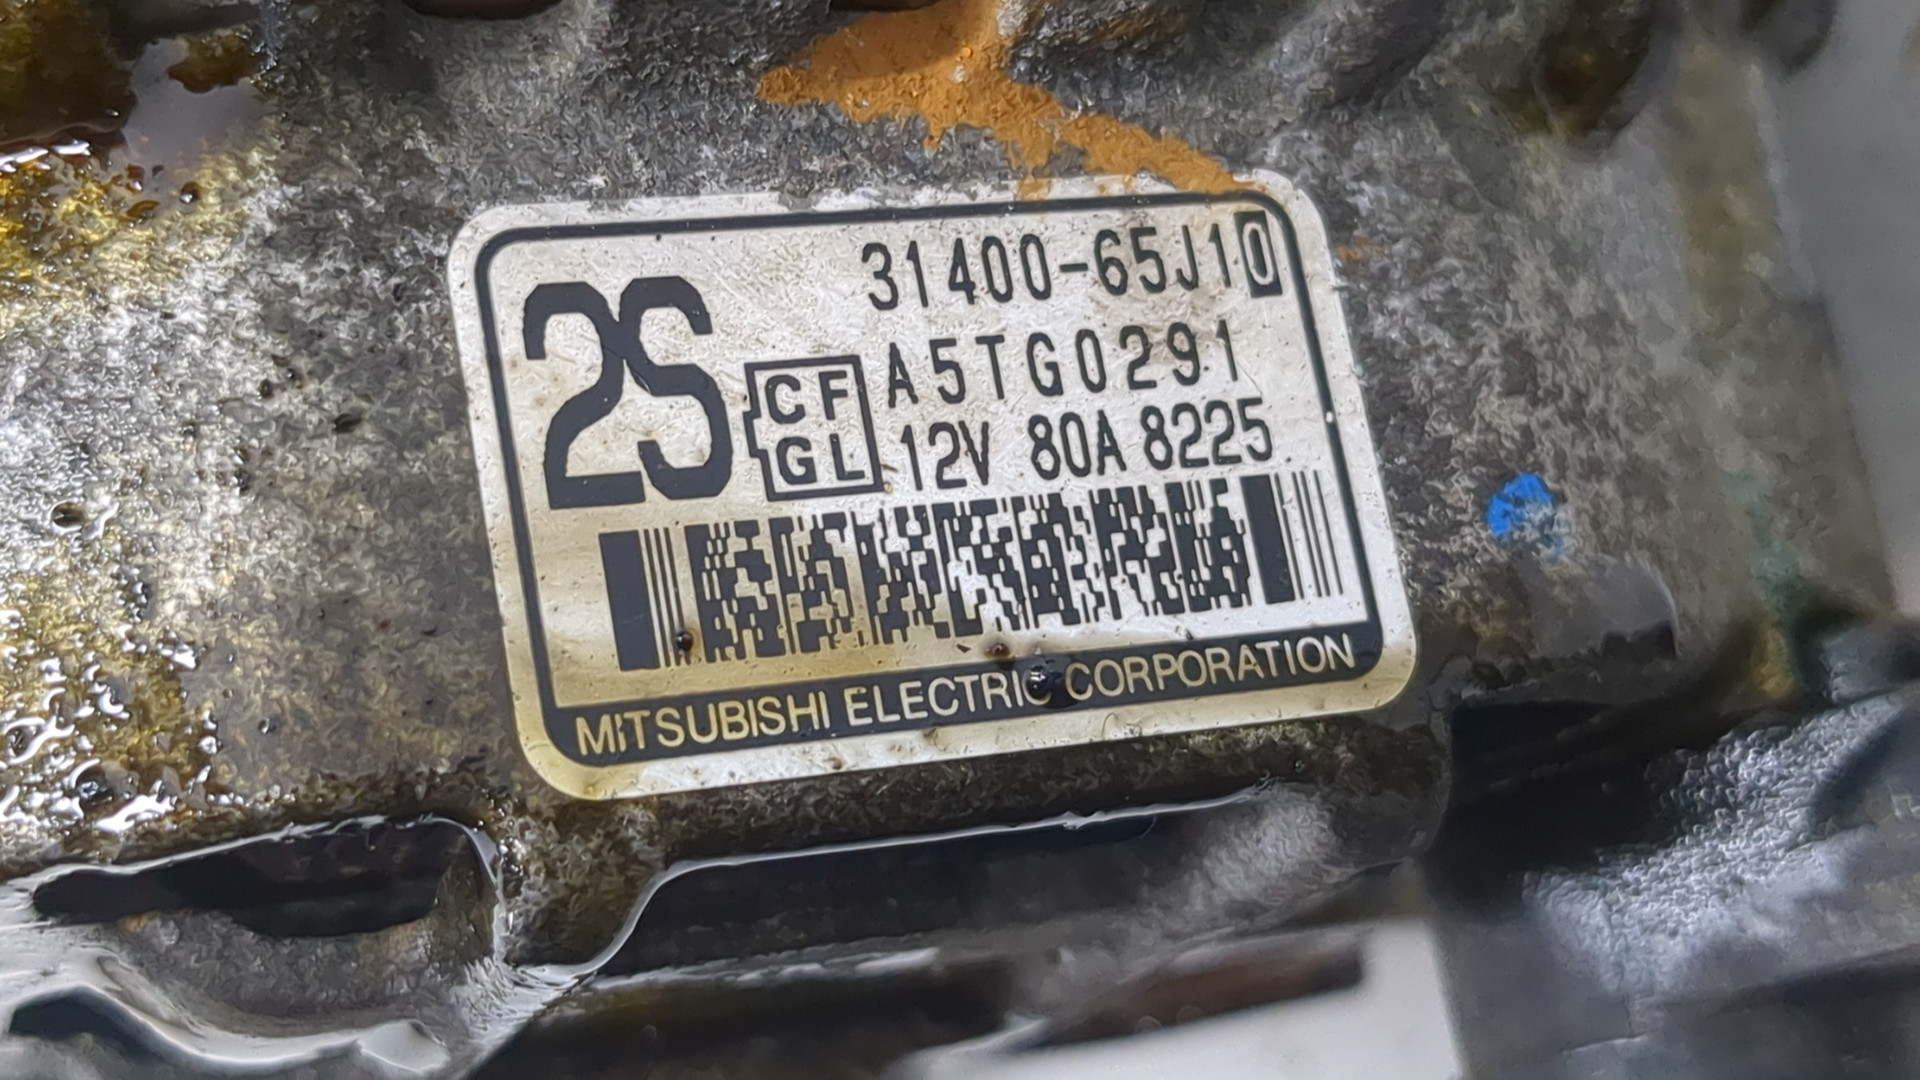 31400-65J10
2S
CF
GL
A5TG0291
12V 80A 8225
MITSUBISHI ELECTRIC CORPORATION